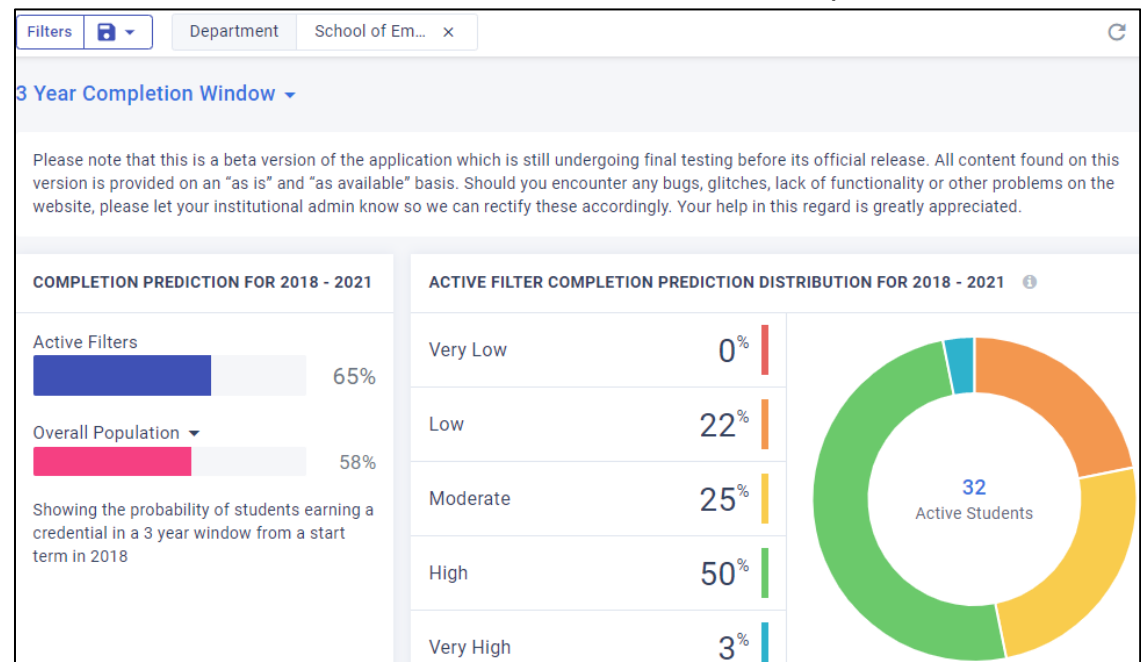 Filters
Department School of Em... ×
3 Year Completion Window
Please note that this is a beta version of the application which is still undergoing final testing before its official release. All content found on this
version is provided on an “as is” and “as available” basis. Should you encounter any bugs, glitches, lack of functionality or other problems on the
website, please let your institutional admin know so we can rectify these accordingly. Your help in this regard is greatly appreciated.
COMPLETION PREDICTION FOR 2018 - 2021
Active Filters
65%
Overall Population
58%
Showing the probability of students earning a
credential in a 3 year window from a start
term in 2018
ACTIVE FILTER COMPLETION PREDICTION DISTRIBUTION FOR 2018 - 2021
Very Low 0%
Low 22%
Moderate 25%
High 50%
Very High 3%
32
Active Students